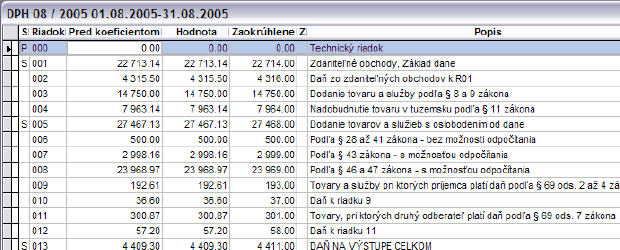 DPH 08 / 2005 01.08.2005-31.08.2005
S Riadok Pred koeficientom Hodnota Zaokrúhlene Z Popis
P 000 0.00 0.00 0.00 Technický riadok
S 001 22 713.14 22 713.14 22 714.00 Zdaniteľné obchody, Základ dane
002 4 315.50 4 315.50 4 316.00 Daň zo zdaniteľných obchodov k R01
003 14 750.00 14 750.00 14 750.00 Dodanie tovaru a služby podľa § 8 a 9 zákona
004 7 963.14 7 963.14 7 964.00 Nadobudnutie tovaru v tuzemsku podľa § 11 zákona
S 005 27 467.13 27 467.13 27 468.00 Dodanie tovarov a služieb s oslobodením od dane
006 500.00 500.00 500.00 Podľa § 28 až 41 zákona - bez možnosti odpočítania
007 2 998.16 2 998.16 2 999.00 Podľa § 43 zákona - s možnosťou odpočítania
008 23 968.97 23 968.97 23 969.00 Podľa § 46 a 47 zákona - s možnosťou odpočítania
009 192.61 192.61 193.00 Tovary a služby pri ktorých príjemca platí daň podľa § 69 ods. 2 až 4 zá
010 36.60 36.60 37.00 Daň k riadku 9
011 300.87 300.87 301.00 Tovary, pri ktorých druhý odberateľ platí daň podľa § 69 ods. 7 zákona
012 57.20 57.20 58.00 Daň k riadku 11
S 013 4 409.30 4 409.30 4 411.00 DAŇ NA VÝSTUPE CELKOM